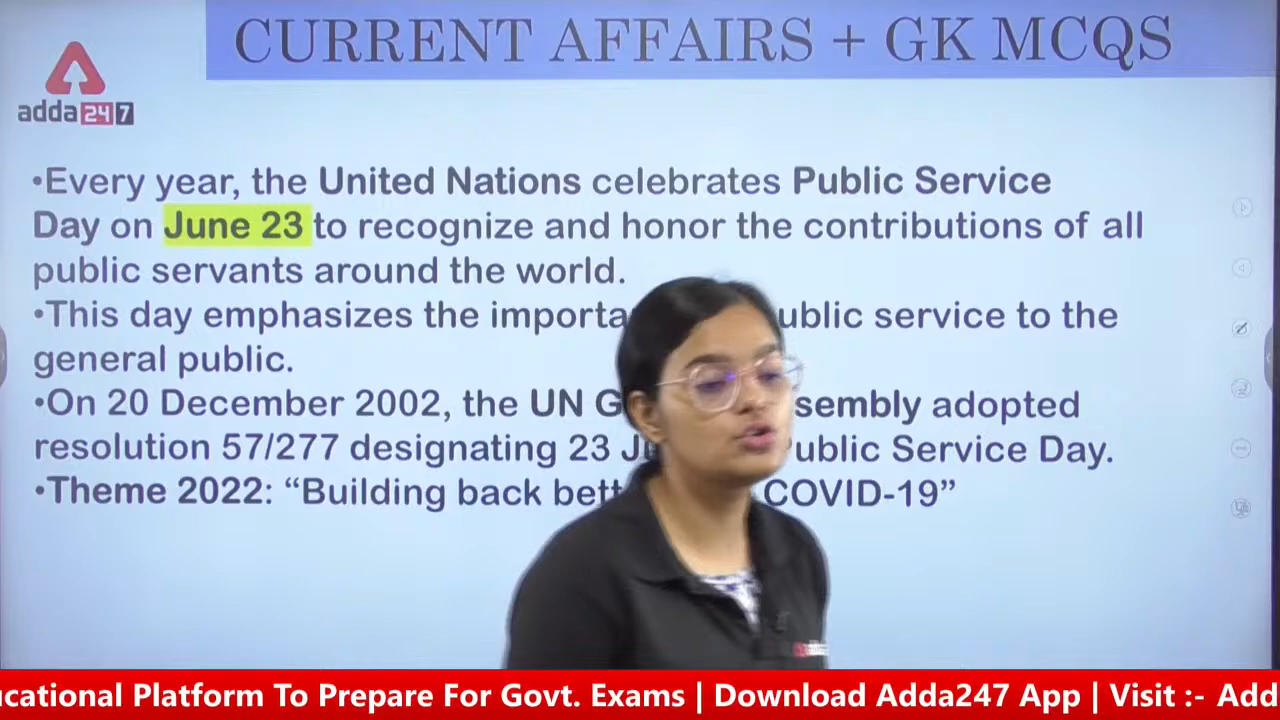 CURRENT AFFAIRS + GK MCQS
adda247
•Every year, the United Nations celebrates Public Service
Day on June 23 to recognize and honor the contributions of all
public servants around the world.
•This day emphasizes the importa ublic service to the
general public.
•On 20 December 2002, the UN G sembly adopted
resolution 57/277 designating 23 Ju ublic Service Day.
•Theme 2022: “Building back bett COVID-19”
ucational Platform To Prepare For Govt. Exams | Download Adda247 App | Visit :- Add